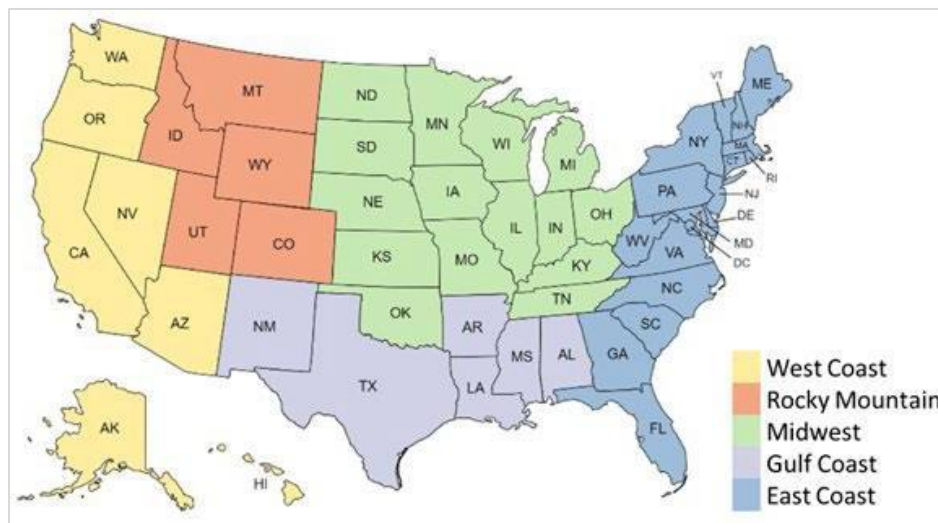 WA
MT
ND
MN
VT
ME
OR
ID
SD
WI
MI
NY
NH
MA
CT
RI
WY
NE
IA
PA
NJ
NV
UT
CO
IL
IN
OH
DE
CA
KS
MO
WV
VA
MD
KY
DC
AZ
NM
OK
TN
NC
AR
SC
TX
MS
AL
GA
LA
AK
FL
HI
West Coast
Rocky Mountain
Midwest
Gulf Coast
East Coast